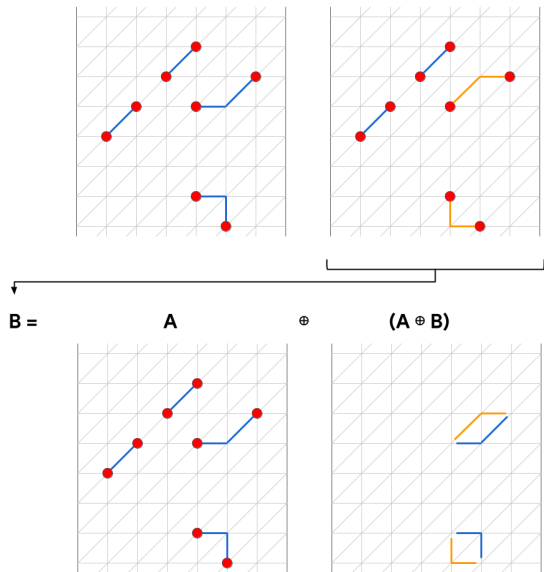 B = A ⊕ (A ⊕ B)